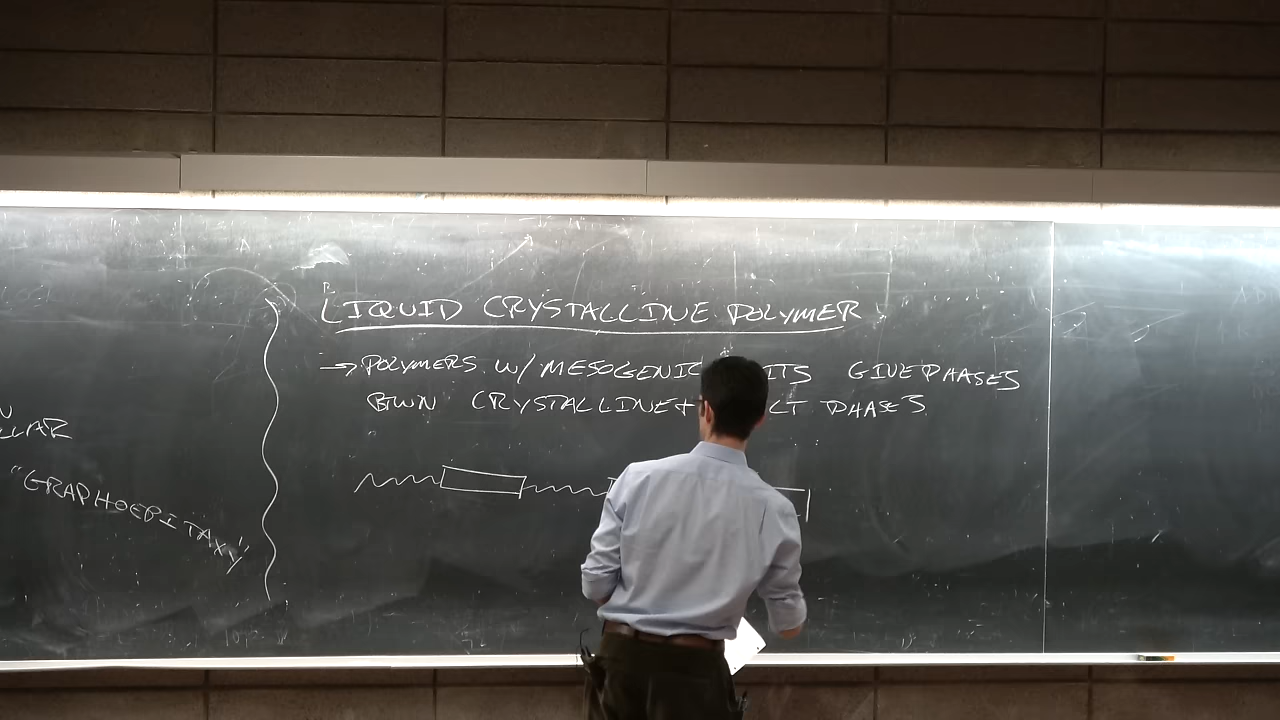 LIQUID CRYSTALLINE POLYMER
→ POLYMERS W/ MESOGENIC GIVE PHASES
BTWN CRYSTALLINE + PHASES
"GRAPHOEPITAXY"